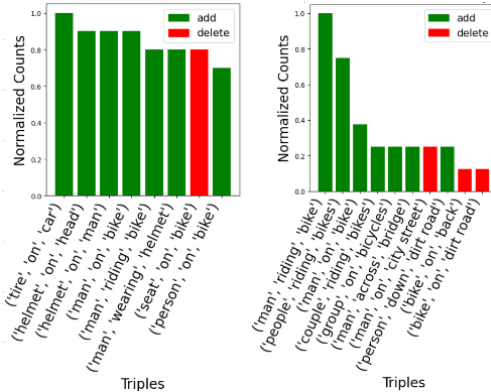 add
delete
Normalized Counts
1.0
0.8
0.6
0.4
0.2
0.0
('tire', 'on', 'car')
('helmet', 'on', 'head')
('helmet', 'on', 'man')
('man', 'on', 'bike')
('man', 'riding', 'bike')
('man', 'wearing', 'helmet')
('seat', 'on', 'bike')
('person', 'on', 'bike')
Triples
add
delete
Normalized Counts
1.0
0.8
0.6
0.4
0.2
0.0
('man', 'riding', 'bike')
('people', 'riding', 'bikes')
('man', 'on', 'bike')
('couple', 'riding', 'bikes')
('group', 'on', 'bicycles')
('man', 'across', 'bridge')
('man', 'on', 'city street')
('person', 'down', 'dirt road')
('bike', 'on', 'back')
('bike', 'on', 'dirt road')
Triples